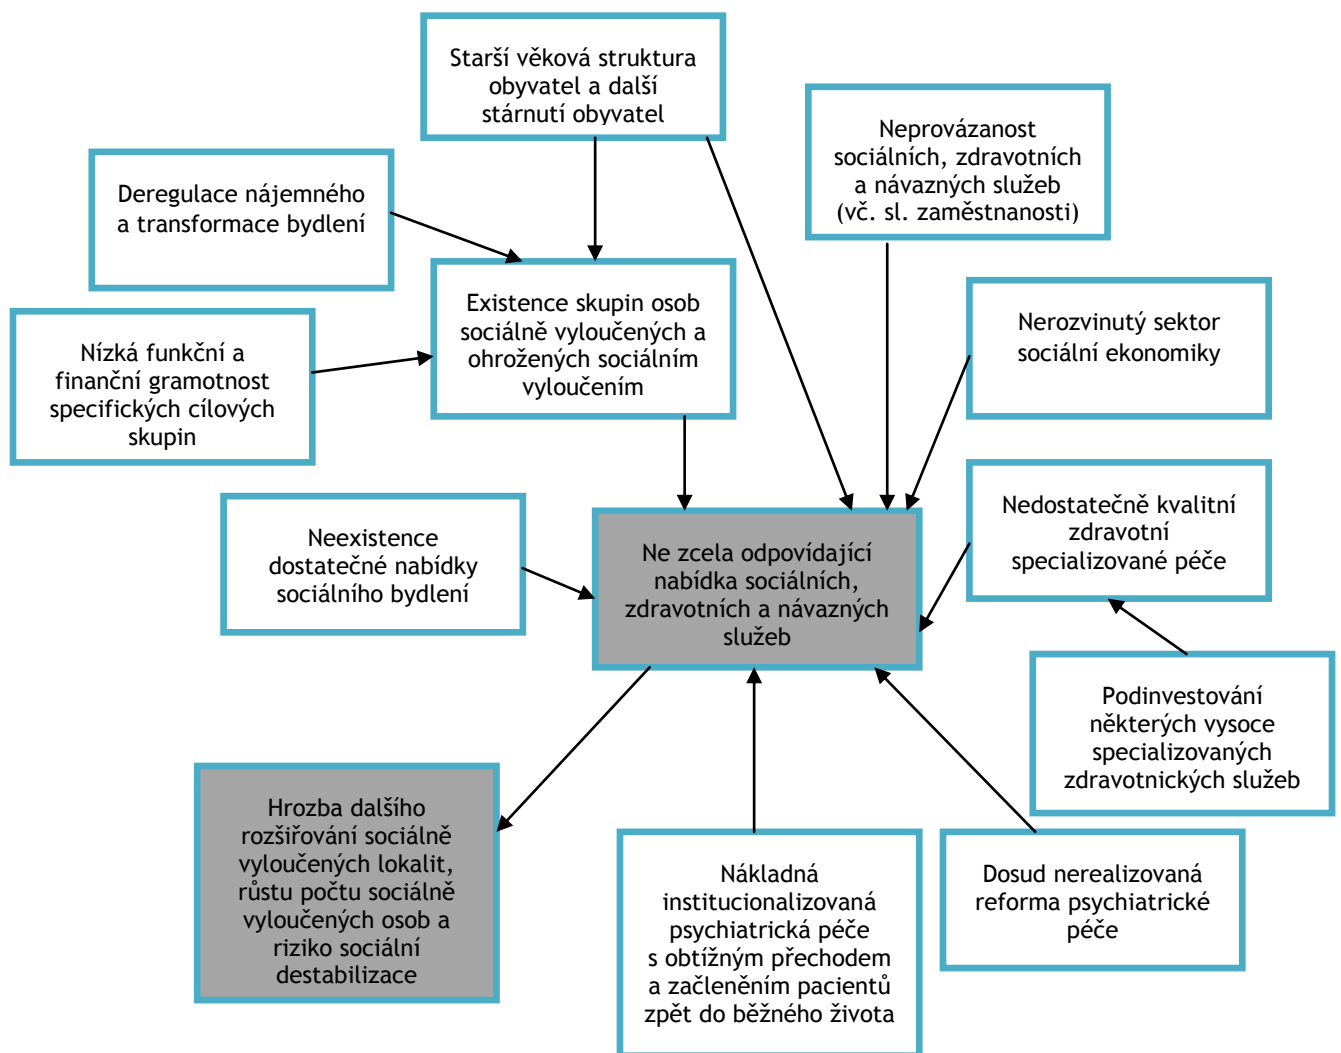 Starší věková struktura
obyvatel a další
stárnutí obyvatel
Neprovázanost
sociálních, zdravotních
a návazných služeb
(vč. sl. zaměstnanosti)
Deregulace nájemného
a transformace bydlení
Existence skupin osob
sociálně vyloučených a
ohrožených sociálním
vyloučením
Nerozvinutý sektor
sociální ekonomiky
Nízká funkční a
finanční gramotnost
specifických cílových
skupin
Neexistence
dostatečné nabídky
sociálního bydlení
Ne zcela odpovídající
nabídka sociálních,
zdravotních a návazných
služeb
Nedostatečně kvalitní
zdravotní
specializované péče
Podinvestování
některých vysoce
specializovaných
zdravotnických služeb
Hrozba dalšího
rozšiřování sociálně
vyloučených lokalit,
růstu počtu sociálně
vyloučených osob a
riziko sociální
destabilizace
Nákladná
institucionalizovaná
psychiatrická péče
s obtížným přechodem
a začleněním pacientů
zpět do běžného života
Dosud nerealizovaná
reforma psychiatrické
péče